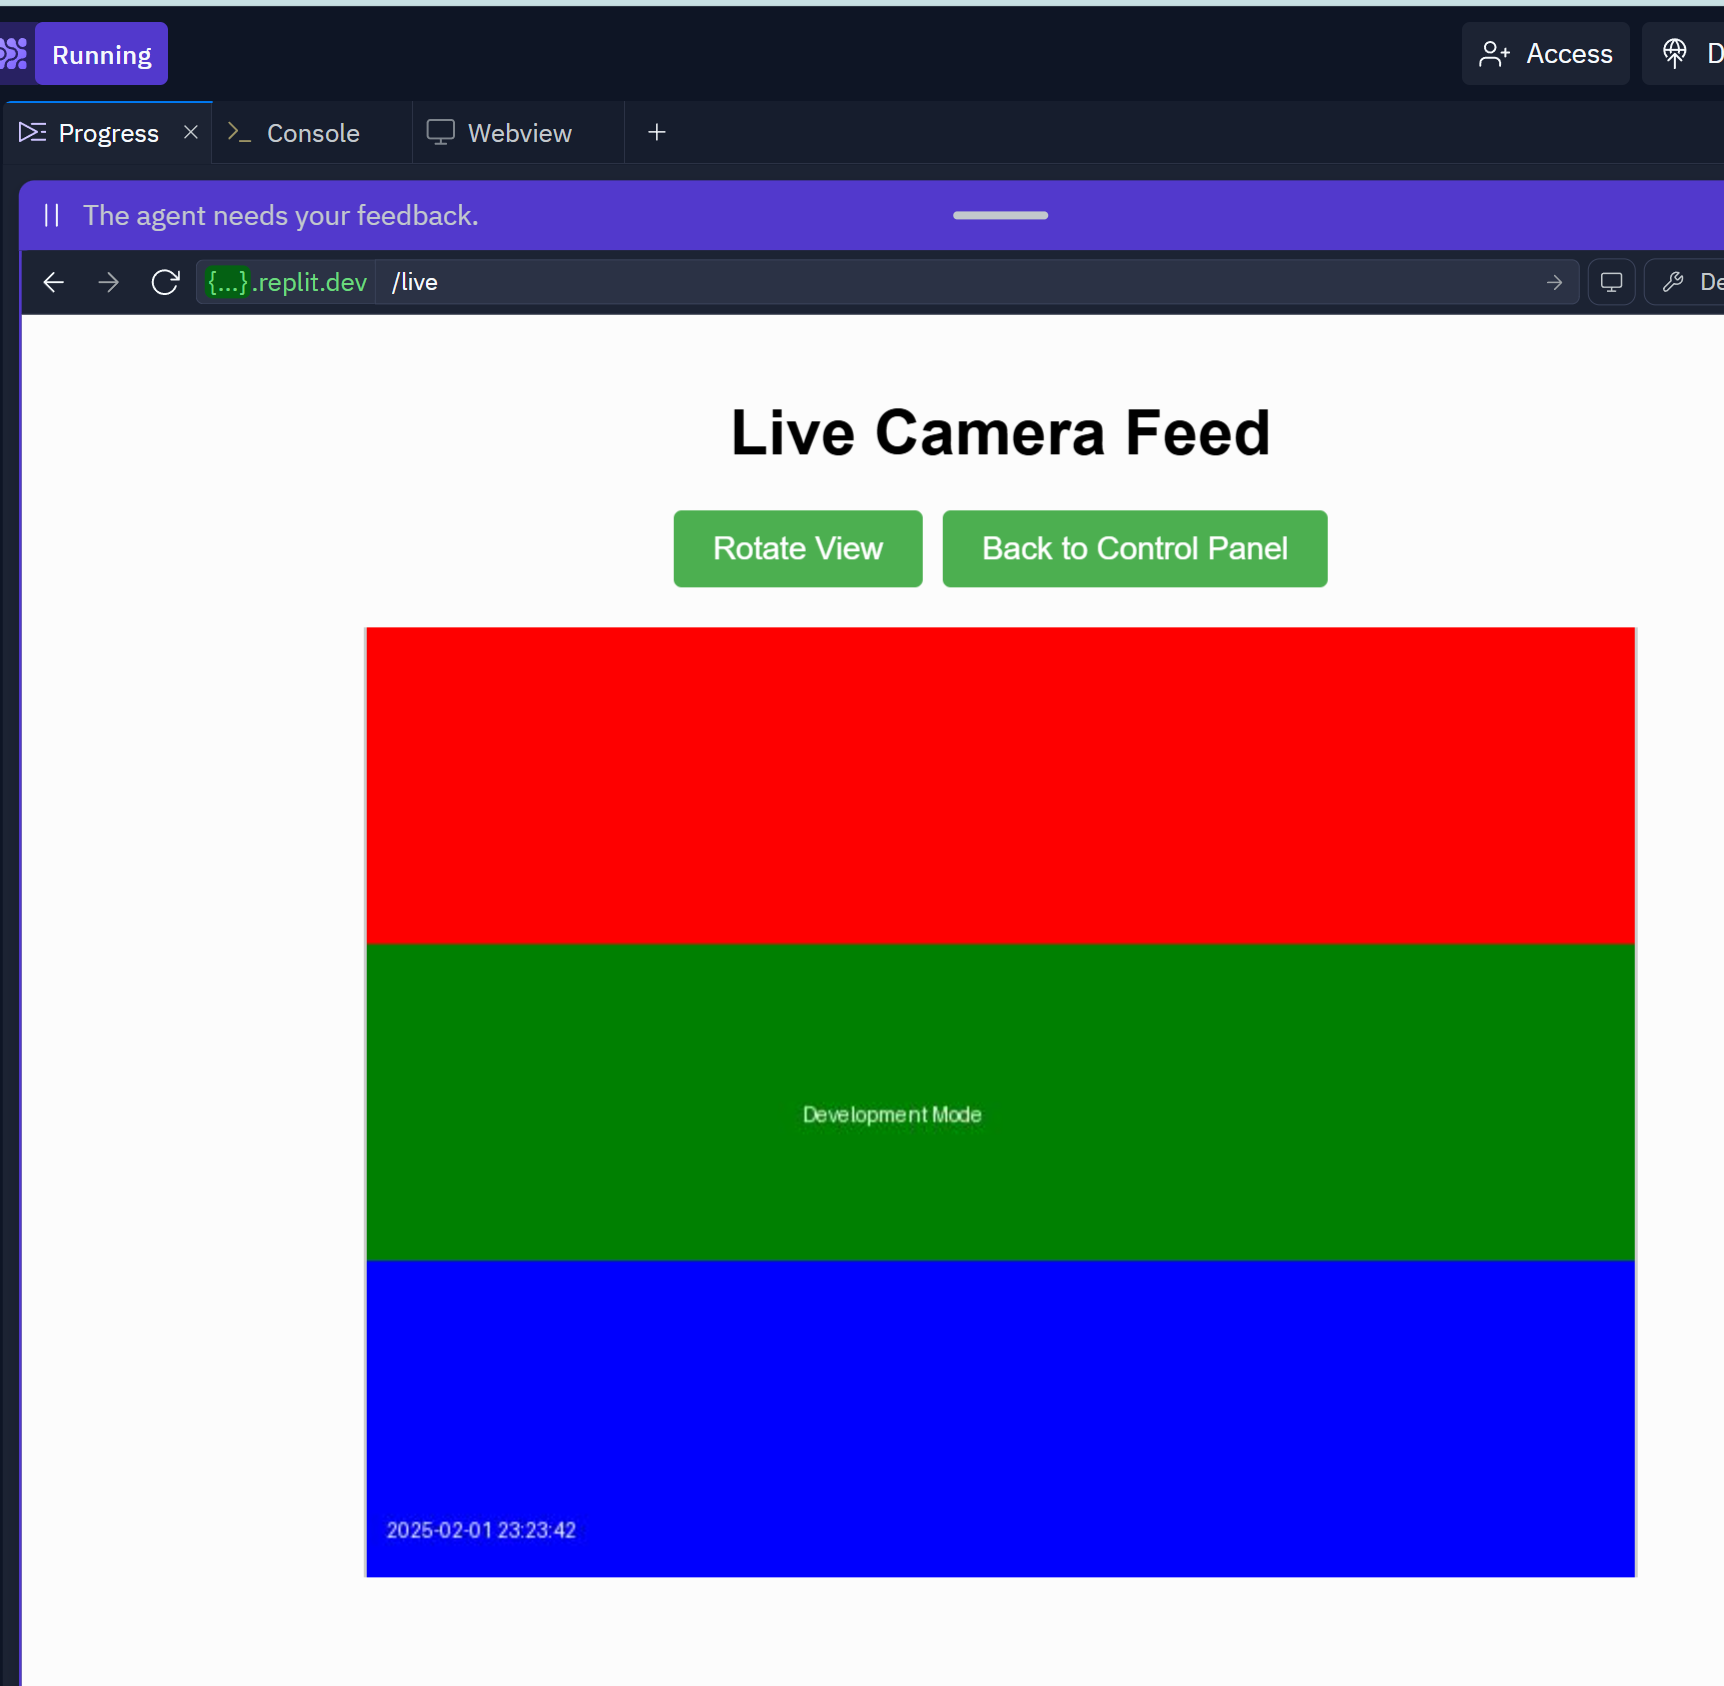 Running
Access
Progress
Console
Webview
The agent needs your feedback.
{...}.replit.dev /live
Live Camera Feed
Rotate View
Back to Control Panel
Development Mode
2025-02-01 23:23:42